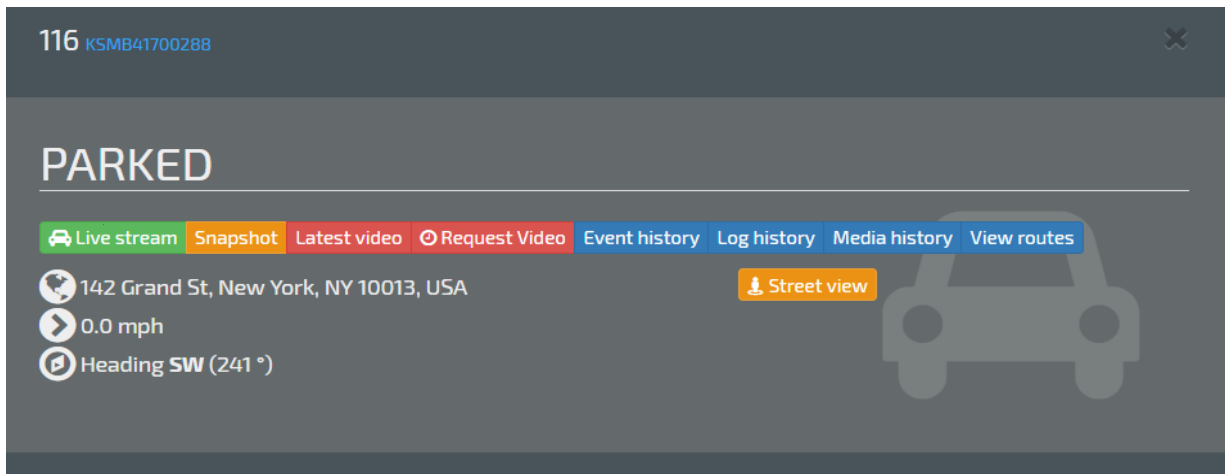 116 KSMB41700288
PARKED
Live stream Snapshot Latest video Request Video Event history Log history Media history View routes
142 Grand St, New York, NY 10013, USA Street view
0.0 mph
Heading SW (241 °)